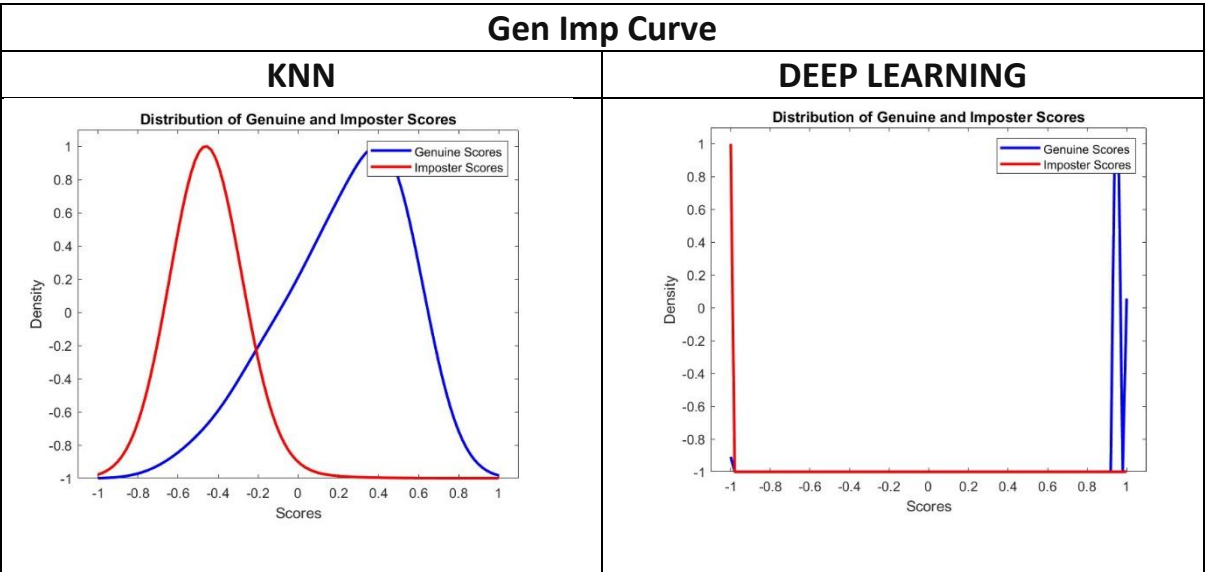 Gen Imp Curve
KNN
DEEP LEARNING
Distribution of Genuine and Imposter Scores
Genuine Scores
Imposter Scores
1
0.8
0.6
0.4
0.2
0
-0.2
-0.4
-0.6
-0.8
-1
Density
-1 -0.8 -0.6 -0.4 -0.2 0 0.2 0.4 0.6 0.8 1
Scores
Distribution of Genuine and Imposter Scores
Genuine Scores
Imposter Scores
1
0.8
0.6
0.4
0.2
0
-0.2
-0.4
-0.6
-0.8
-1
Density
-1 -0.8 -0.6 -0.4 -0.2 0 0.2 0.4 0.6 0.8 1
Scores